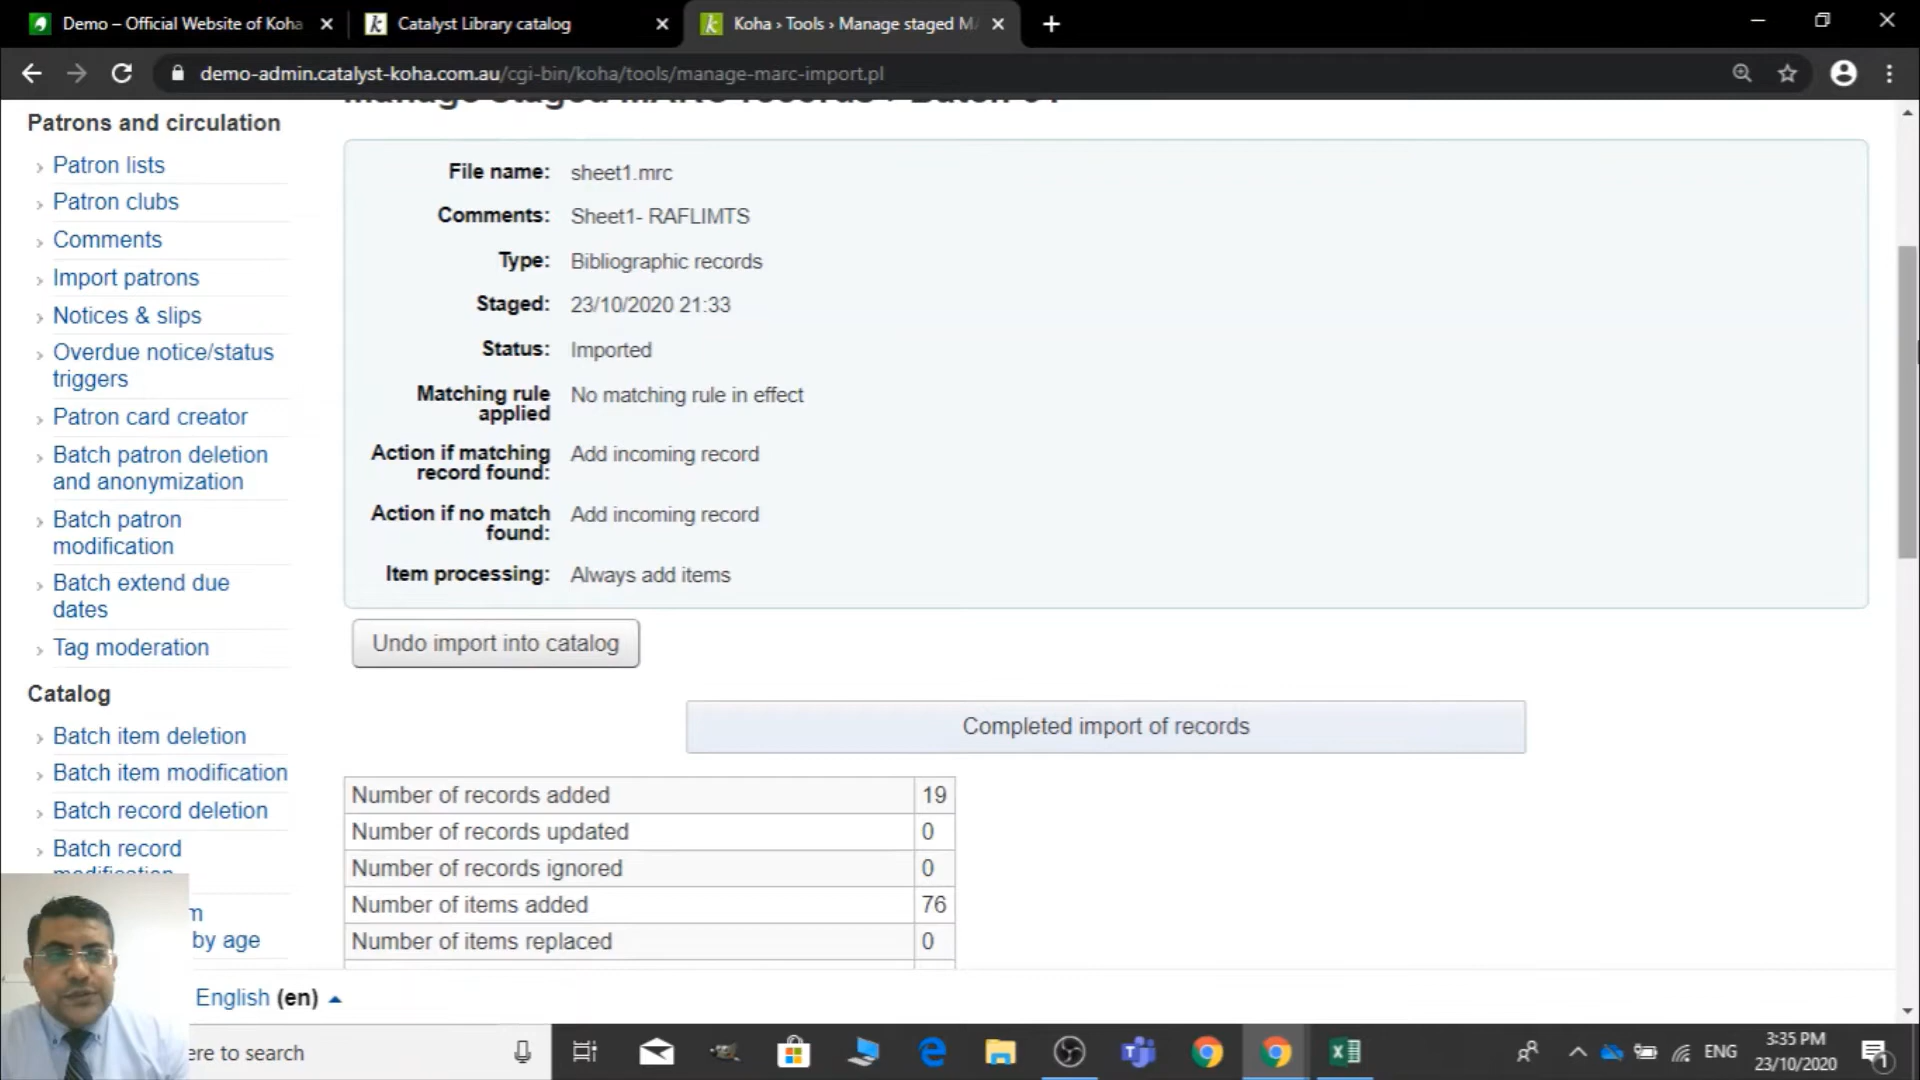 Demo – Official Website of Koha
Catalyst Library catalog
Koha › Tools › Manage staged M
demo-admin.catalyst-koha.com.au/cgi-bin/koha/tools/manage-marc-import.pl
Patrons and circulation
Patron lists
Patron clubs
Comments
Import patrons
Notices & slips
Overdue notice/status
triggers
Patron card creator
Batch patron deletion
and anonymization
Batch patron
modification
Batch extend due
dates
Tag moderation
Catalog
Batch item deletion
Batch item modification
Batch record deletion
Batch record
modification
m
by age
Manage staged MARC records › Batch
File name: sheet1.mrc
Comments: Sheet1- RAFLIMTS
Type: Bibliographic records
Staged: 23/10/2020 21:33
Status: Imported
Matching rule
applied
No matching rule in effect
Action if matching
record found:
Add incoming record
Action if no match
found:
Add incoming record
Item processing: Always add items
Undo import into catalog
Completed import of records
Number of records added 19
Number of records updated 0
Number of records ignored 0
Number of items added 76
Number of items replaced 0
English (en)
ere to search
ENG
3:35 PM
23/10/2020
1